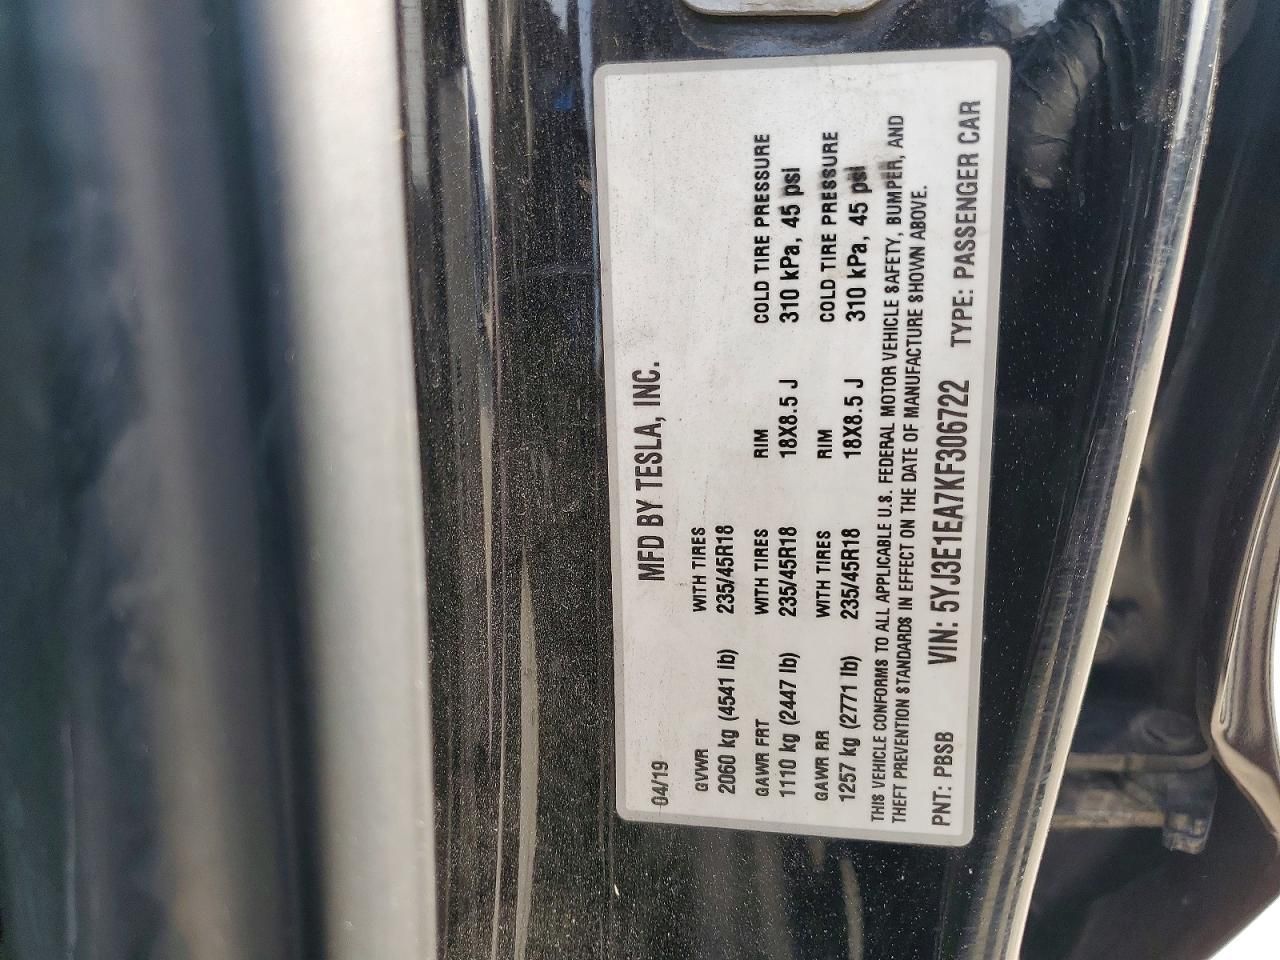 MFD BY TESLA, INC.
04/19
GVWR WITH TIRES
2060 kg (4541 lb) 235/45R18
GAWR FRT WITH TIRES RIM COLD TIRE PRESSURE
1110 kg (2447 lb) 235/45R18 18X8.5 J 310 kPa, 45 psi
GAWR RR WITH TIRES RIM COLD TIRE PRESSURE
1257 kg (2771 lb) 235/45R18 18X8.5 J 310 kPa, 45 psi
THIS VEHICLE CONFORMS TO ALL APPLICABLE U.S. FEDERAL MOTOR VEHICLE SAFETY, BUMPER, AND
THEFT PREVENTION STANDARDS IN EFFECT ON THE DATE OF MANUFACTURE SHOWN ABOVE.
PNT: PBSB VIN: 5YJ3E1EA7KF306722 TYPE: PASSENGER CAR